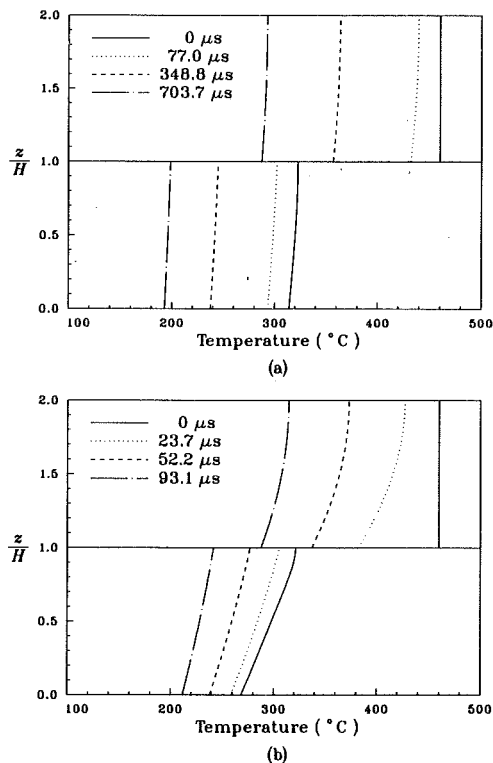 2.0
0 μs
77.0 μs
348.8 μs
703.7 μs
1.5
z/H
1.0
0.5
0.0
100 200 300 400 500
Temperature ( °C )
(a)
2.0
0 μs
23.7 μs
52.2 μs
93.1 μs
1.5
z/H
1.0
0.5
0.0
100 200 300 400 500
Temperature ( °C )
(b)